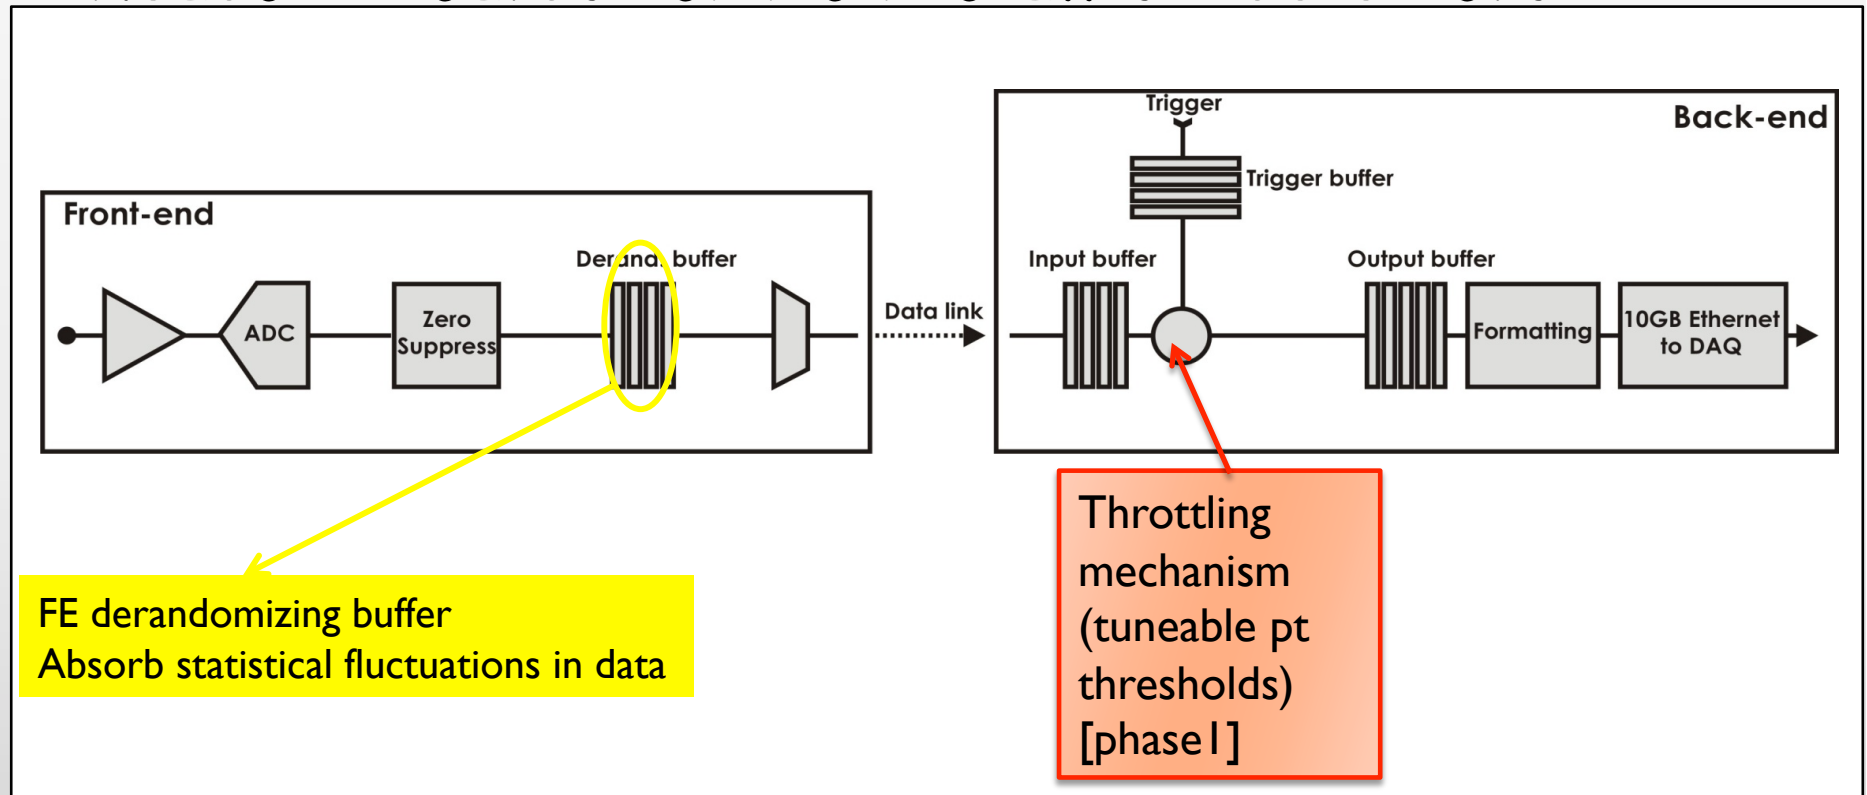 Trigger
Back-end
Trigger buffer
Front-end
Derand. buffer
Input buffer
Output buffer
Data link
ADC
Zero
Suppress
Formatting
10GB Ethernet
to DAQ
Throttling
mechanism
(tuneable pt
thresholds)
[phase1]
FE derandomizing buffer
Absorb statistical fluctuations in data